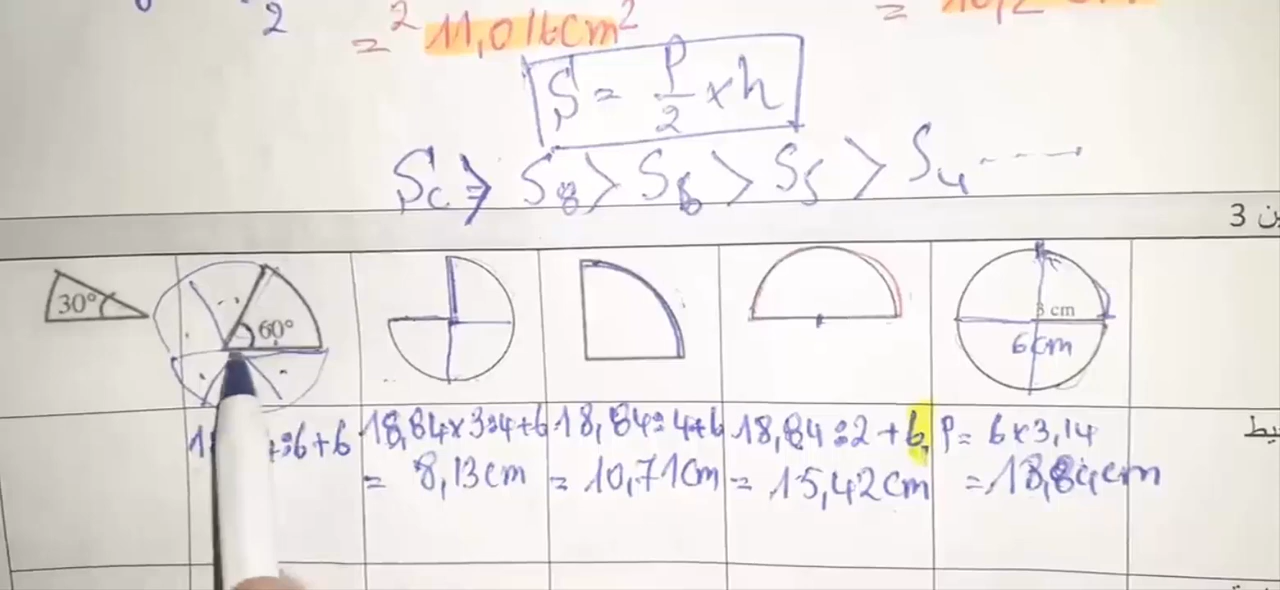 2
= 2 11,016cm²
=
S = P/2 × h
Sc > S8 > S6 > S5 > S4 ----
3
30°
60°
3 cm
6 cm
:6+6
18,84×3:4+6
= 8,13cm
18,84:4+6
= 10,71cm
18,84:2+6
= 15,42cm
P= 6×3,14
=18,84cm